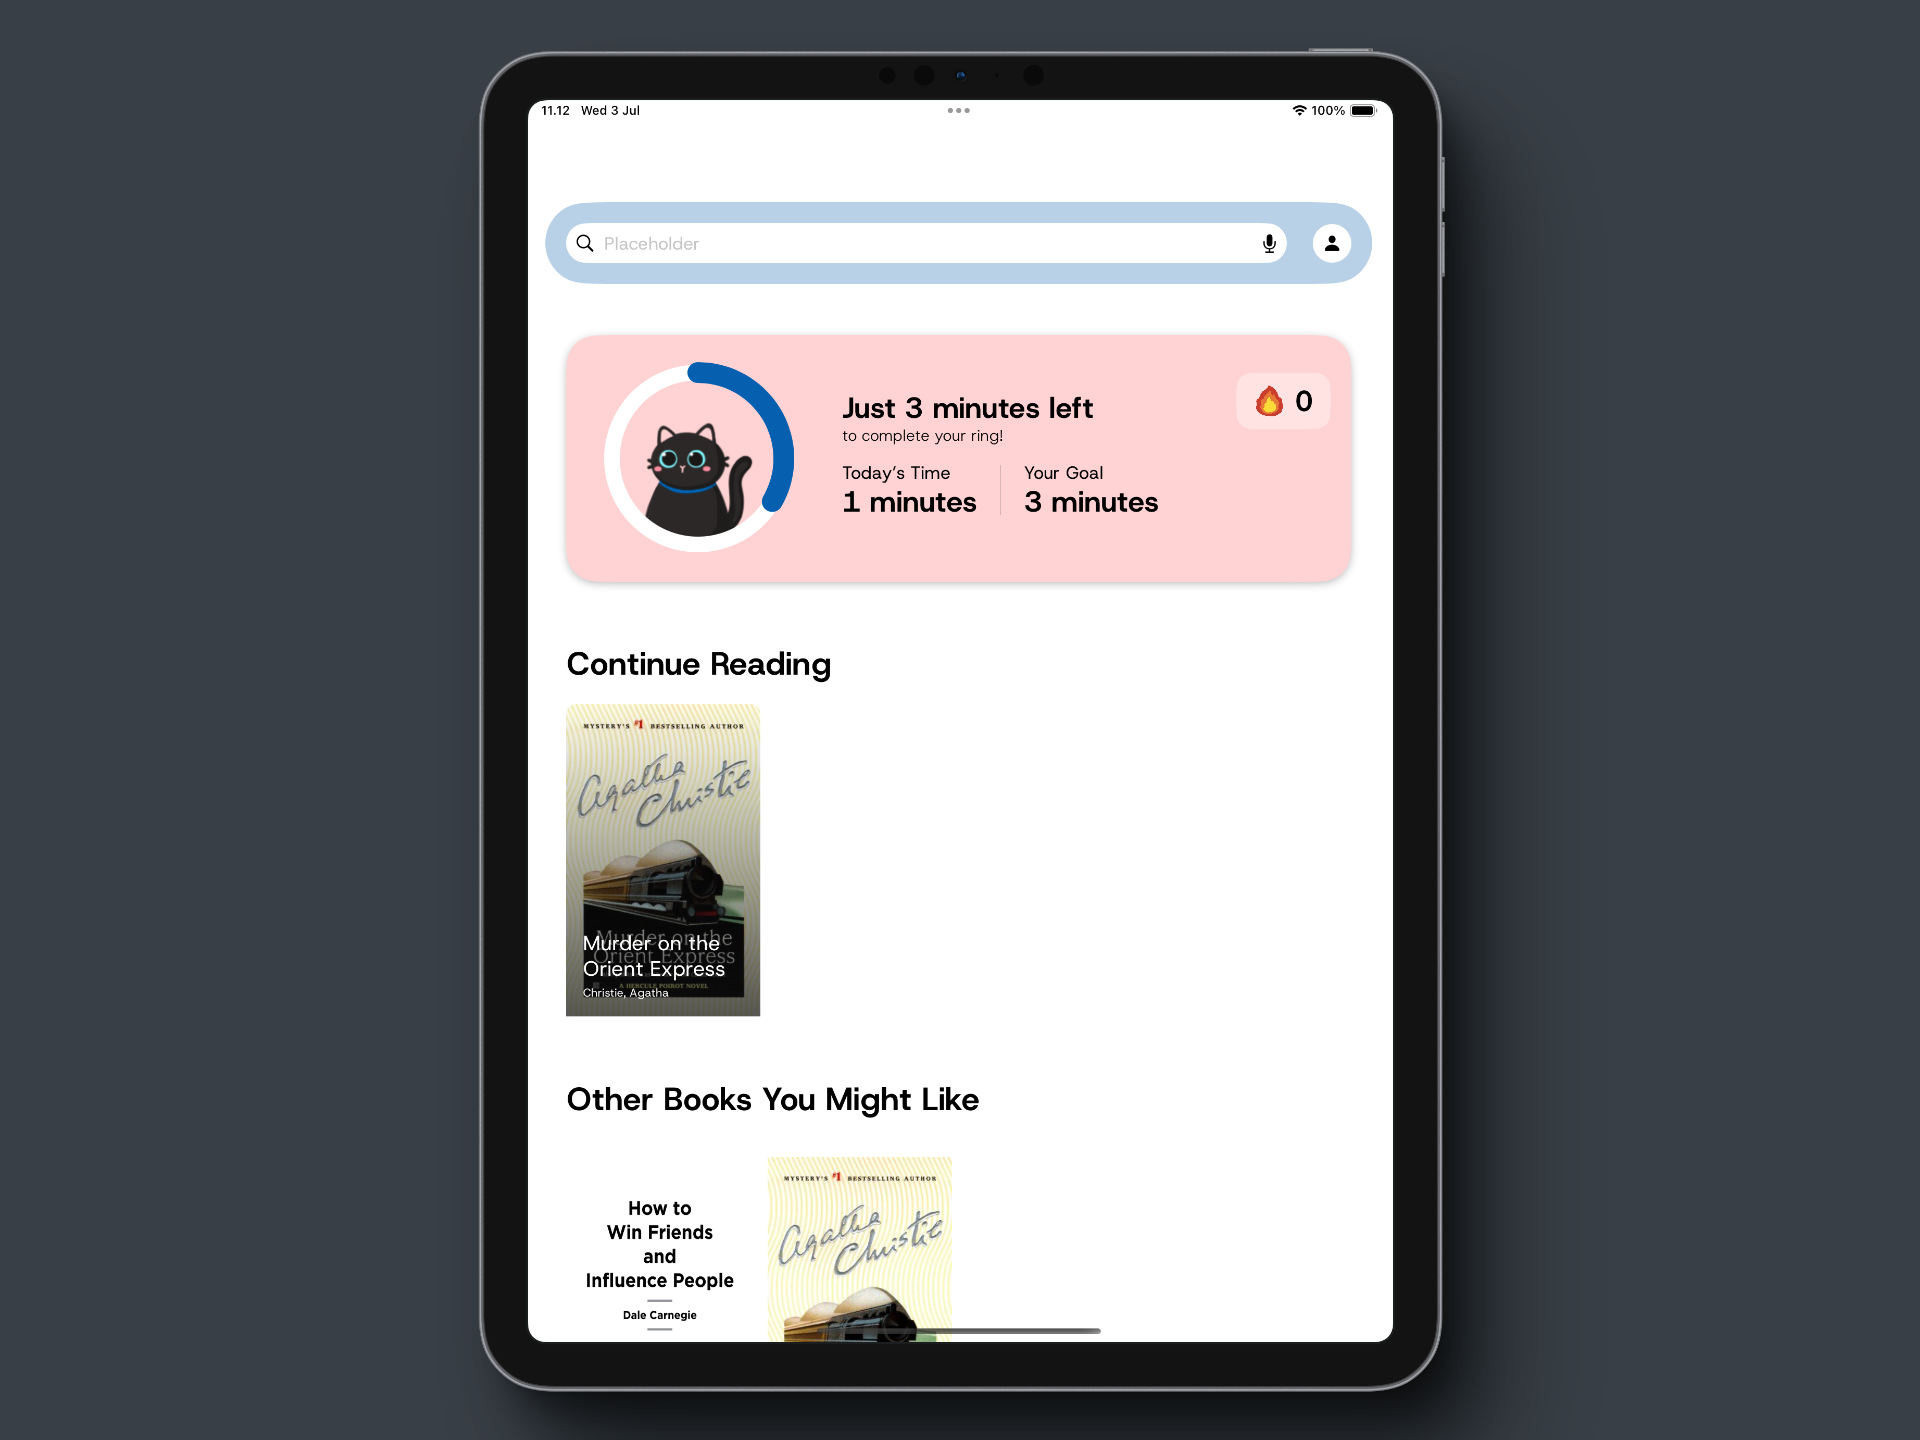 11.12 Wed 3 Jul
100%
Placeholder
Just 3 minutes left
to complete your ring!
0
Today's Time
1 minutes
Your Goal
3 minutes
Continue Reading
MYSTERY'S #1 BESTSELLING AUTHOR
Agatha
Christie
Murder on the
Orient Express
Murder on the
Orient Express
A HERCULE POIROT NOVEL
Christie, Agatha
Other Books You Might Like
How to
Win Friends
and
Influence People
Dale Carnegie
MYSTERY'S #1 BESTSELLING AUTHOR
Agatha
Christie